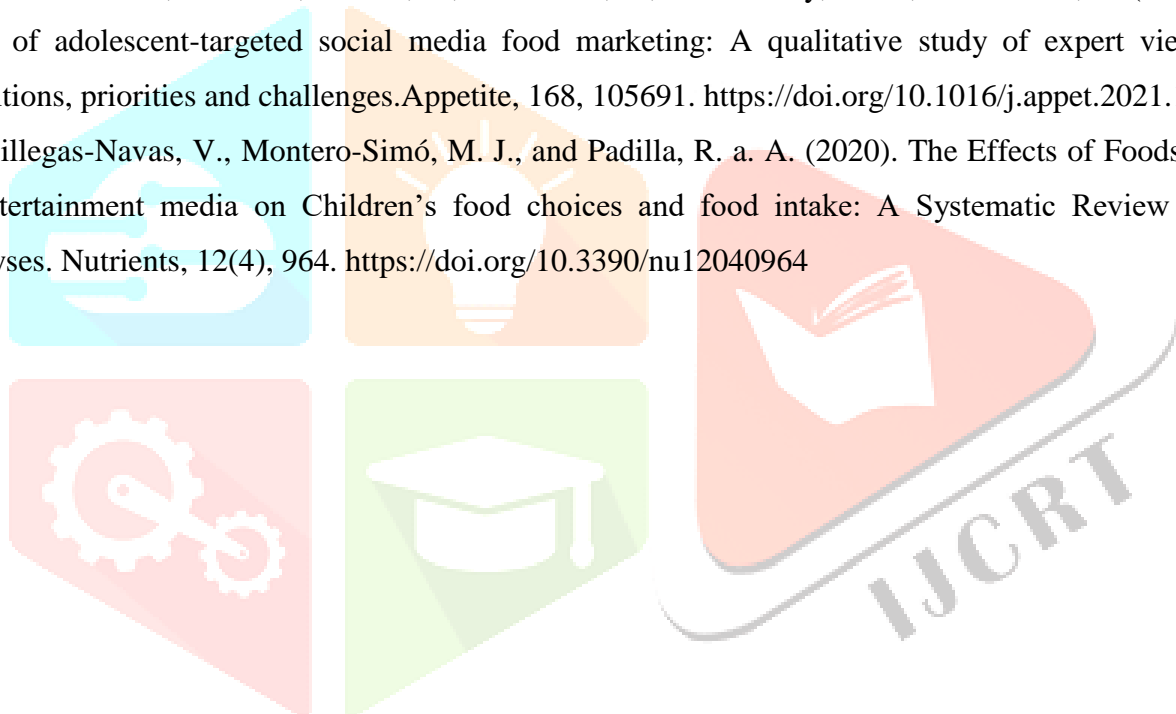 of adolescent-targeted social media food marketing: A qualitative study of expert
priorities and challenges.Appetite, 168, 105691. https://doi.org/10.1016/j.appet.2021.
illegas-Navas, V., Montero-Simó, M. J., and Padilla, R. a. A. (2020). The Effects of Foods
tertainment media on Children’s food choices and food intake: A Systematic Review
yses. Nutrients, 12(4), 964. https://doi.org/10.3390/nu12040964
IJCRT